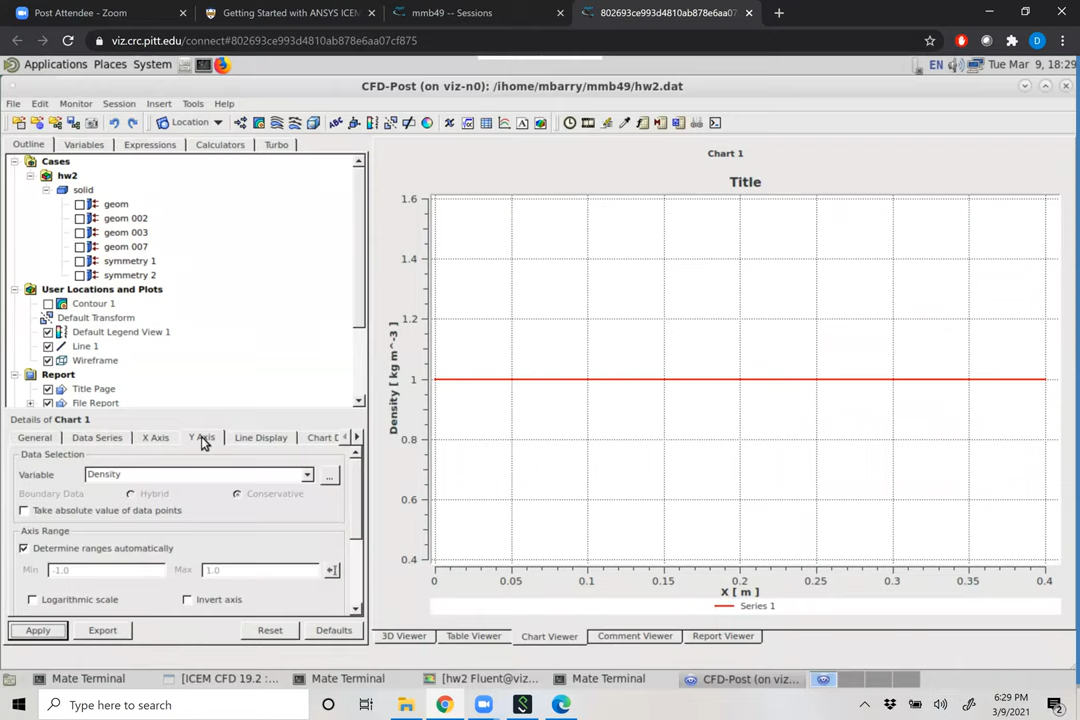 Post Attendee - Zoom
Getting Started with ANSYS ICEM
mmb49 -- Sessions
802693ce993d4810ab878e6aa07
viz.crc.pitt.edu/connect#802693ce993d4810ab878e6aa07cf875
D
Applications Places System
EN
Tue Mar 9, 18:29
CFD-Post (on viz-n0): /ihome/mbarry/mmb49/hw2.dat
File Edit Monitor Session Insert Tools Help
Location
Outline Variables Expressions Calculators Turbo
Cases
hw2
solid
geom
geom 002
geom 003
geom 007
symmetry 1
symmetry 2
User Locations and Plots
Contour 1
Default Transform
Default Legend View 1
Line 1
Wireframe
Report
Title Page
File Report
Details of Chart 1
General Data Series X Axis Y Axis Line Display Chart D
Data Selection
Variable Density ...
Boundary Data Hybrid Conservative
Take absolute value of data points
Axis Range
Determine ranges automatically
Min -1.0 Max 1.0
Logarithmic scale Invert axis
Apply Export Reset Defaults
Chart 1
Title
1.6
1.4
1.2
1
0.8
0.6
0.4
Density [ kg m^-3 ]
0 0.05 0.1 0.15 0.2 0.25 0.3 0.35 0.4
X [ m ]
Series 1
3D Viewer Table Viewer Chart Viewer Comment Viewer Report Viewer
Mate Terminal [ICEM CFD 19.2 :... Mate Terminal [hw2 Fluent@viz... Mate Terminal CFD-Post (on viz...
Type here to search
6:29 PM
3/9/2021
2